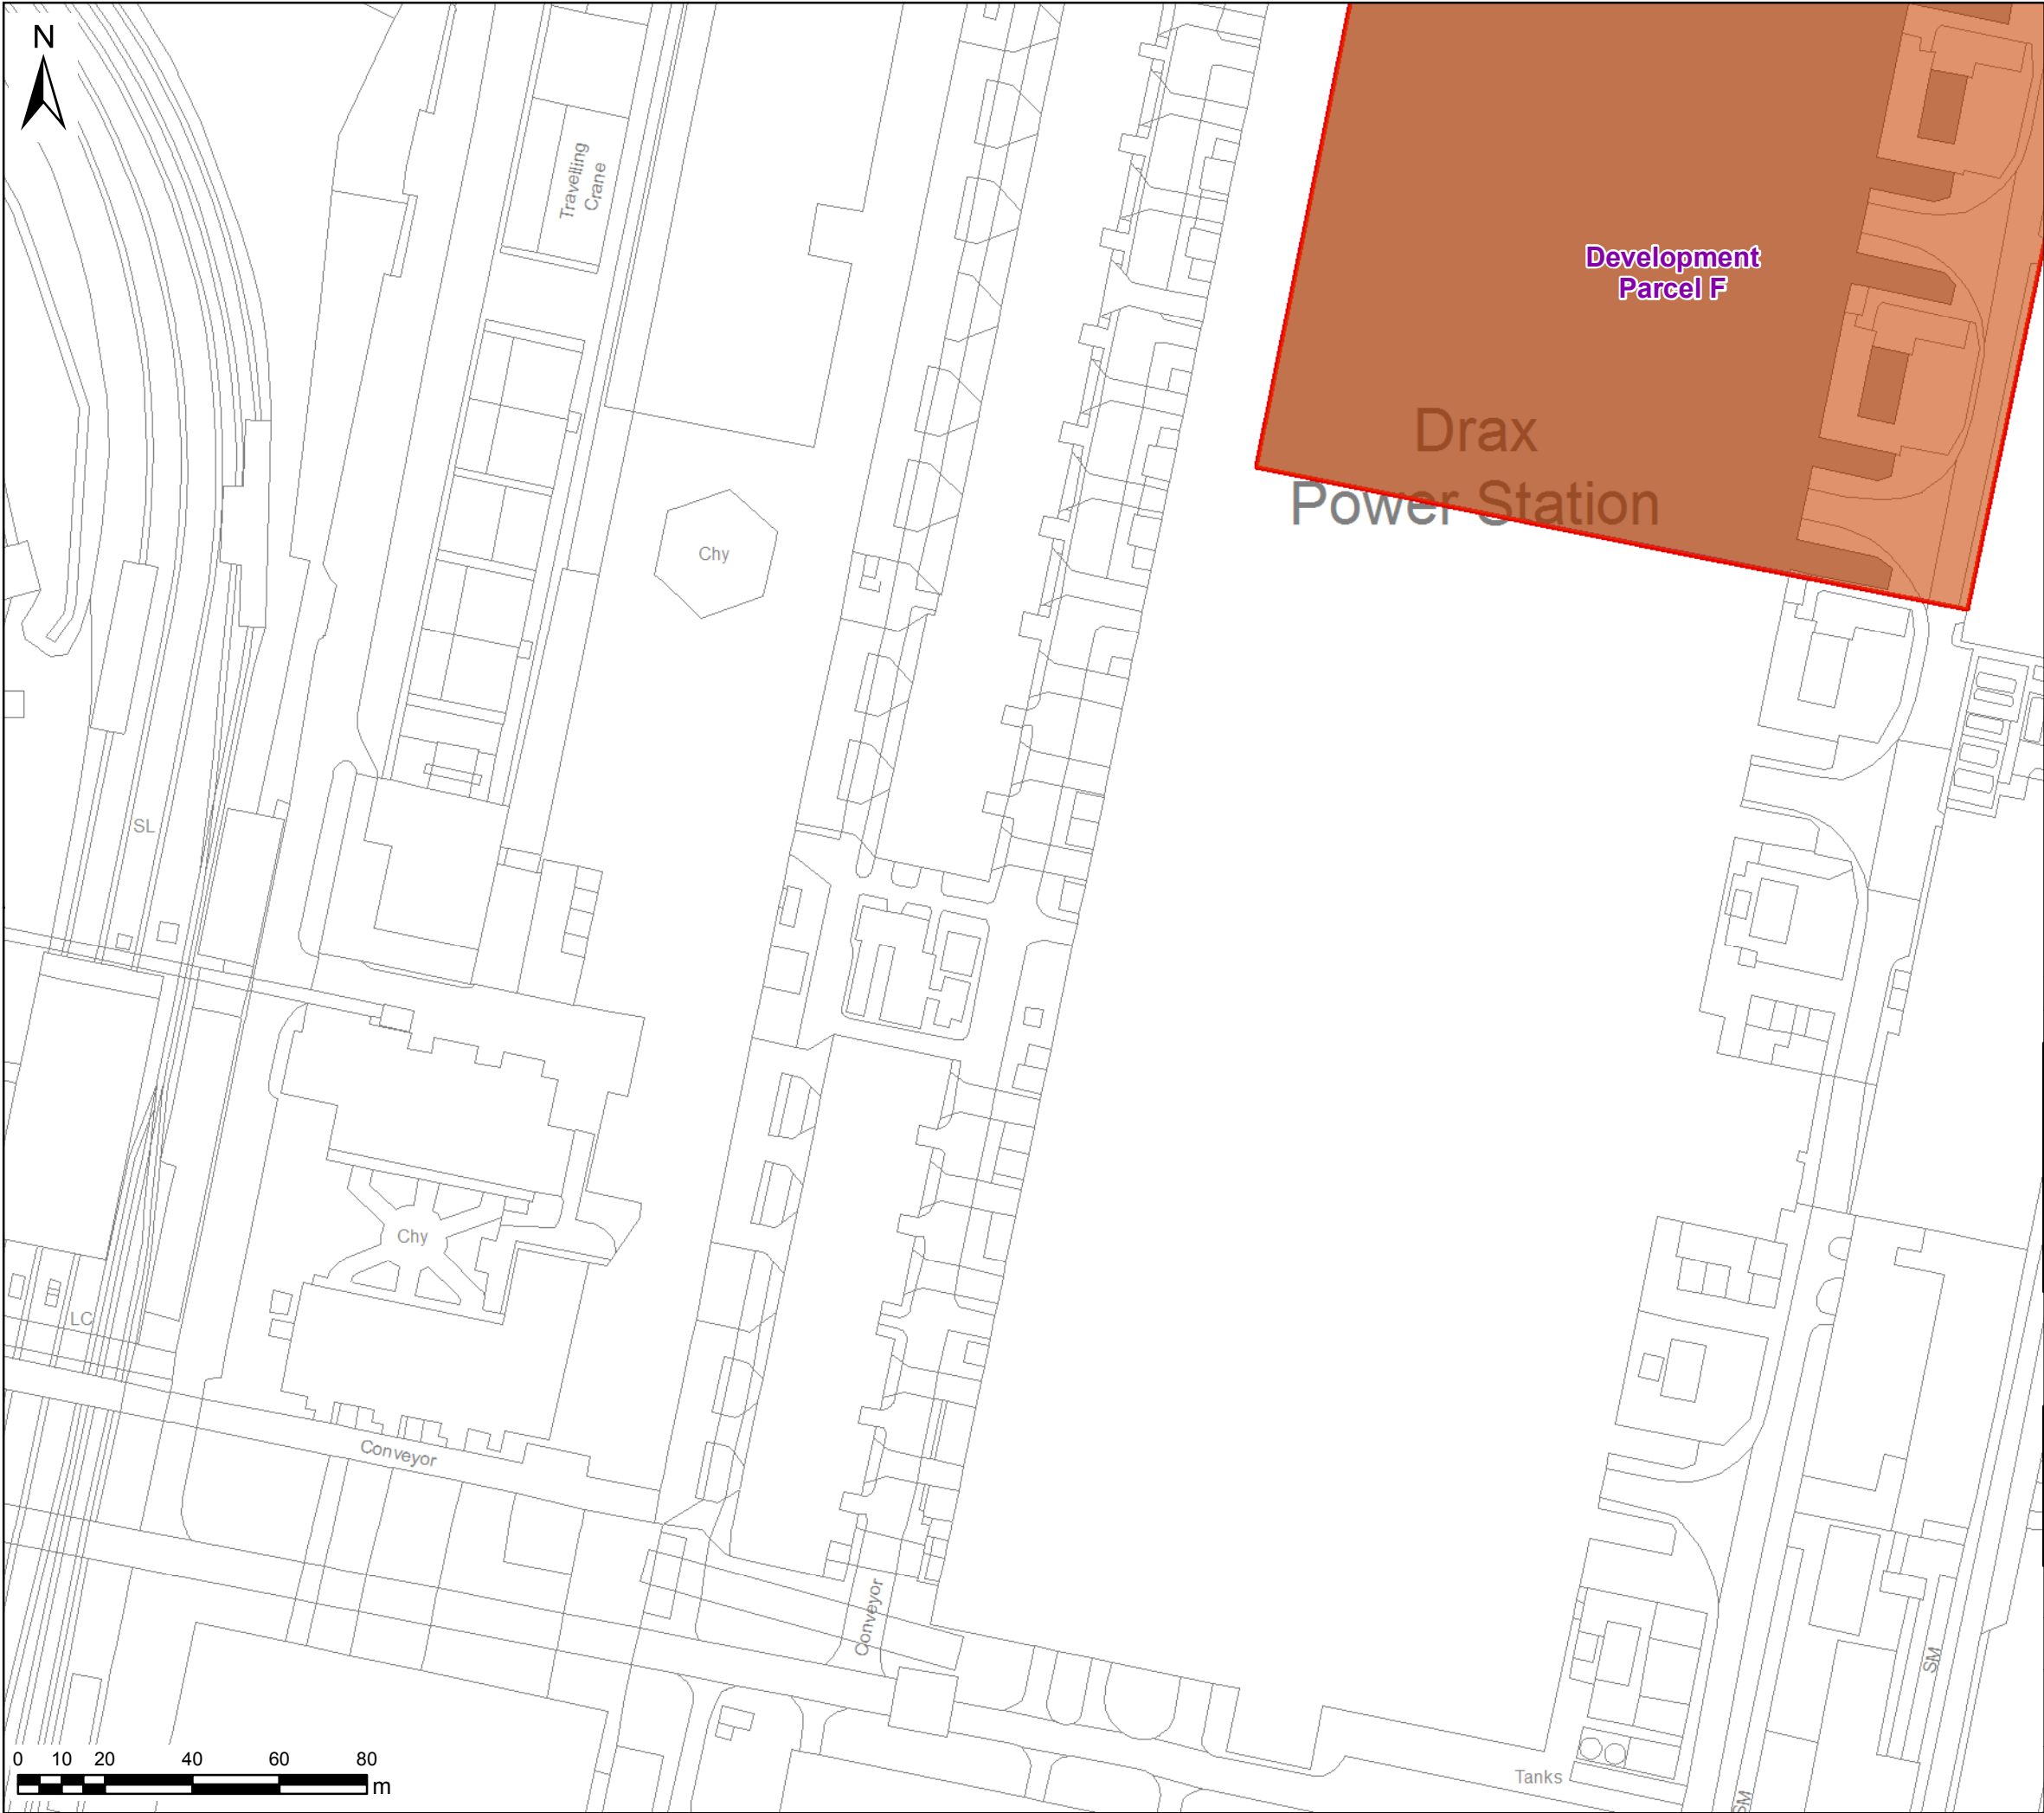 N
Travelling
Crane
Development
Parcel F
Drax
Power Station
Chy
SL
Chy
LC
Conveyor
Conveyor
SM
Tanks
SM
0 10 20 40 60 80
m